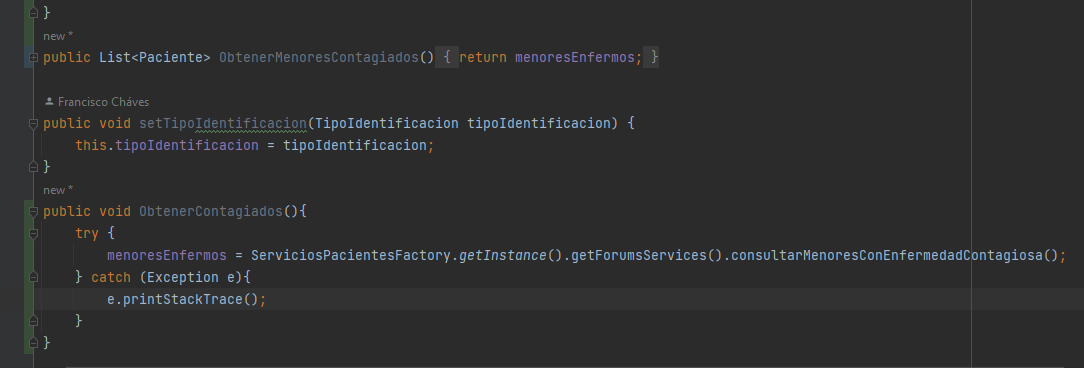 }
new *
public List<Paciente> ObtenerMenoresContagiados() { return menoresEnfermos; }
Francisco Cháves
public void setTipoIdentificacion(TipoIdentificacion tipoIdentificacion) {
this.tipoIdentificacion = tipoIdentificacion;
}
new *
public void ObtenerContagiados(){
try {
menoresEnfermos = ServiciosPacientesFactory.getInstance().getForumsServices().consultarMenoresConEnfermedadContagiosa();
} catch (Exception e){
e.printStackTrace();
}
}